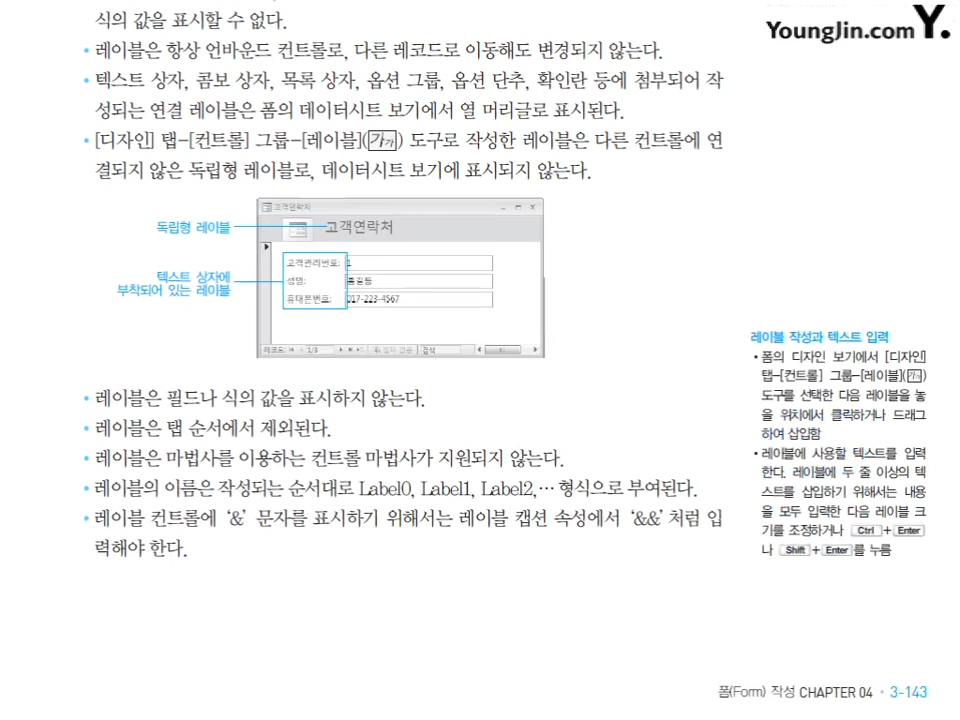 식의 값을 표시할 수 없다.
YoungJin.com Y.
• 레이블은 항상 언바운드 컨트롤로, 다른 레코드로 이동해도 변경되지 않는다.
• 텍스트 상자, 콤보 상자, 목록 상자, 옵션 그룹, 옵션 단추, 확인란 등에 첨부되어 작
성되는 연결 레이블은 폼의 데이터시트 보기에서 열 머리글로 표시된다.
• [디자인] 탭-[컨트롤] 그룹-[레이블](가가) 도구로 작성한 레이블은 다른 컨트롤에 연
결되지 않은 독립형 레이블로, 데이터시트 보기에 표시되지 않는다.
고객연락처
독립형 레이블
고객연락처
텍스트 상자에
부착되어 있는 레이블
고객관리번호: 1
성명: 홍길동
휴대폰번호: 017-223-4567
레코드: 1/3 필터 없음 검색
• 레이블은 필드나 식의 값을 표시하지 않는다.
• 레이블은 탭 순서에서 제외된다.
• 레이블은 마법사를 이용하는 컨트롤 마법사가 지원되지 않는다.
• 레이블의 이름은 작성되는 순서대로 Label0, Label1, Label2,… 형식으로 부여된다.
• 레이블 컨트롤에 ‘&’ 문자를 표시하기 위해서는 레이블 캡션 속성에서 ‘&&’처럼 입
력해야 한다.
레이블 작성과 텍스트 입력
• 폼의 디자인 보기에서 [디자인]
탭-[컨트롤] 그룹-[레이블](가가)
도구를 선택한 다음 레이블을 놓
을 위치에서 클릭하거나 드래그
하여 삽입함
• 레이블에 사용할 텍스트를 입력
한다. 레이블에 두 줄 이상의 텍
스트를 삽입하기 위해서는 내용
을 모두 입력한 다음 레이블 크
기를 조정하거나 Ctrl+Enter
나 Shift+Enter를 누름
폼(Form) 작성 CHAPTER 04 • 3-143